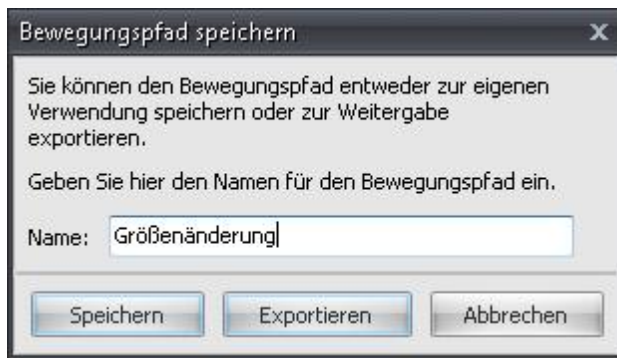 Bewegungspfad speichern
Sie können den Bewegungspfad entweder zur eigenen
Verwendung speichern oder zur Weitergabe
exportieren.
Geben Sie hier den Namen für den Bewegungspfad ein.
Name: Größenänderung
Speichern Exportieren Abbrechen